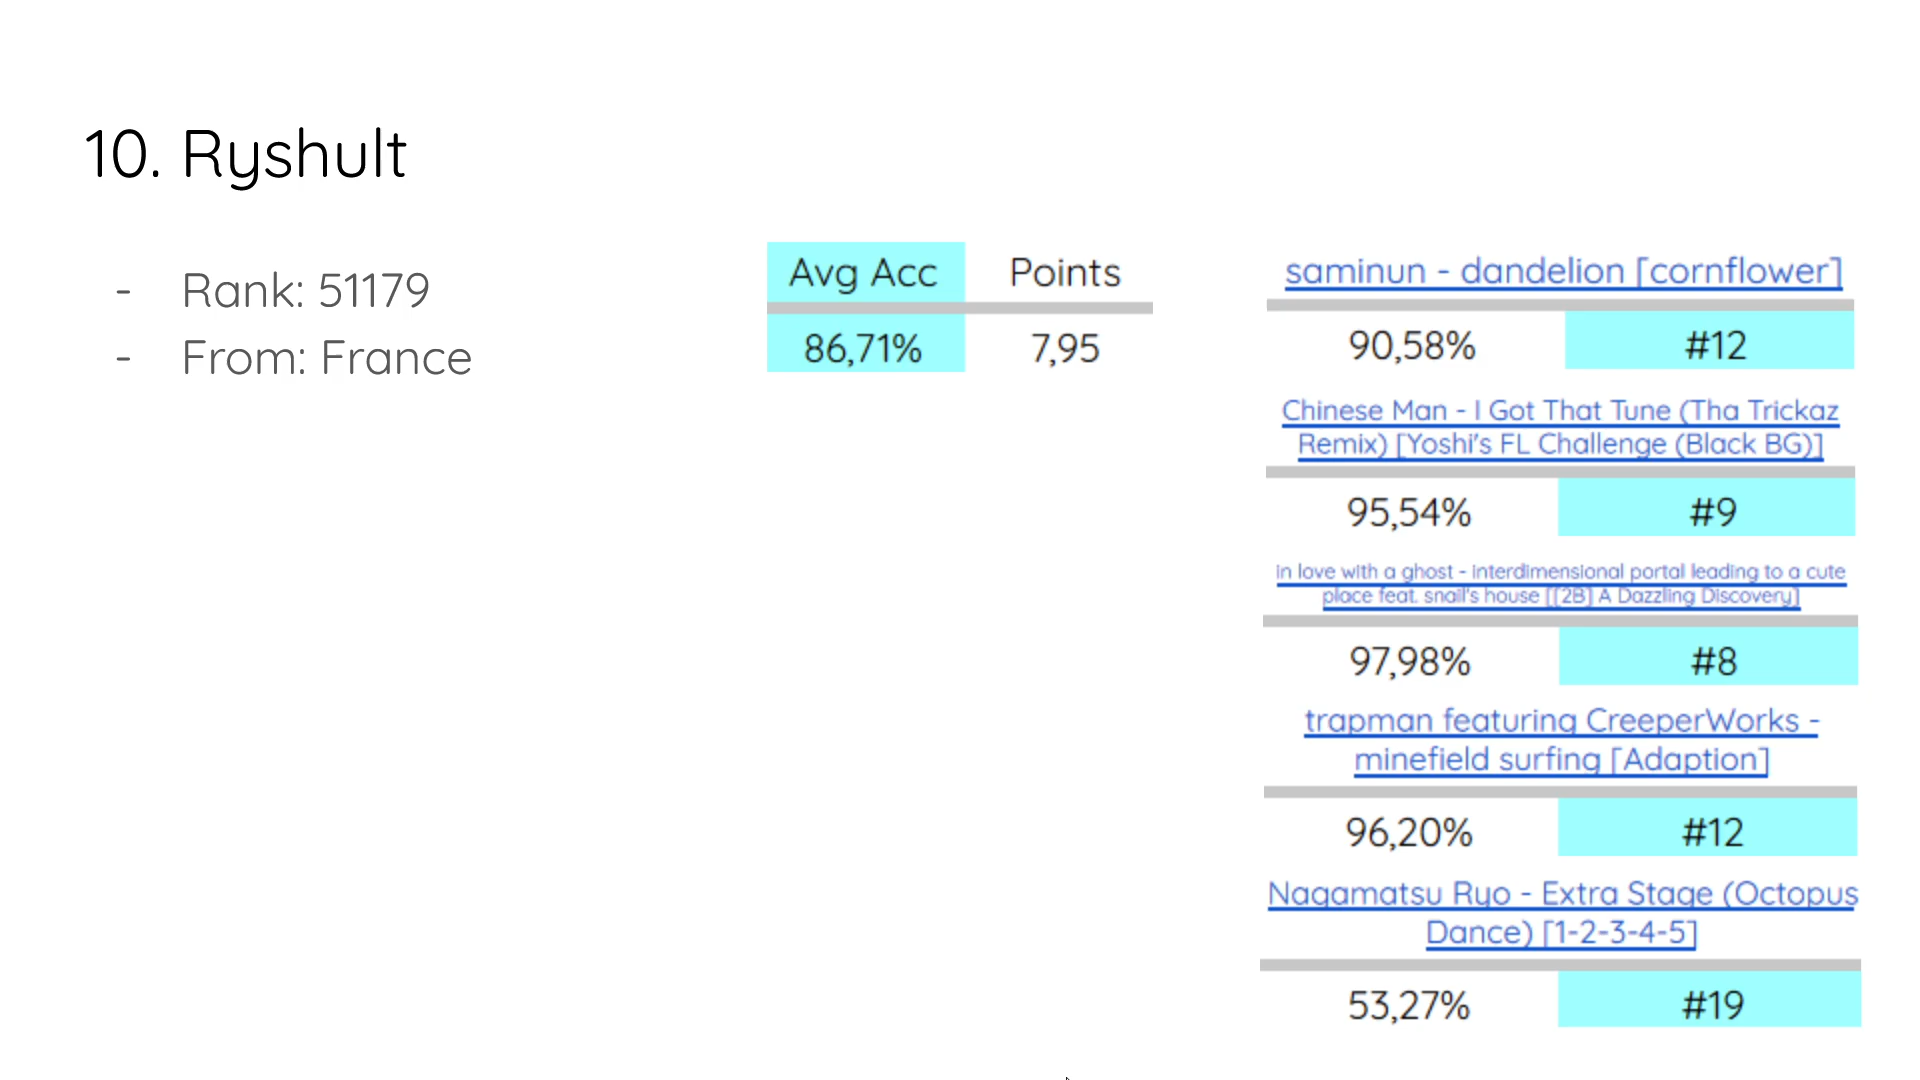 10. Ryshult
- Rank: 51179
- From: France
Avg Acc Points
86,71% 7,95
saminun - dandelion [cornflower]
90,58% #12
Chinese Man - I Got That Tune (Tha Trickaz
Remix) [Yoshi's FL Challenge (Black BG)]
95,54% #9
in love with a ghost - interdimensional portal leading to a cute
place feat. snail's house [[2B] A Dazzling Discovery]
97,98% #8
trapman featuring CreeperWorks -
minefield surfing [Adaption]
96,20% #12
Nagamatsu Ryo - Extra Stage (Octopus
Dance) [1-2-3-4-5]
53,27% #19